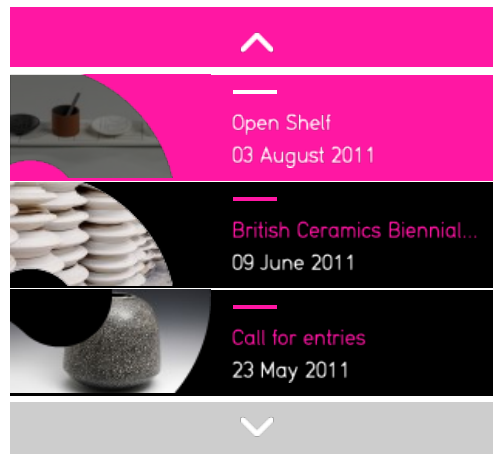 Open Shelf
03 August 2011
British Ceramics Biennial...
09 June 2011
Call for entries
23 May 2011